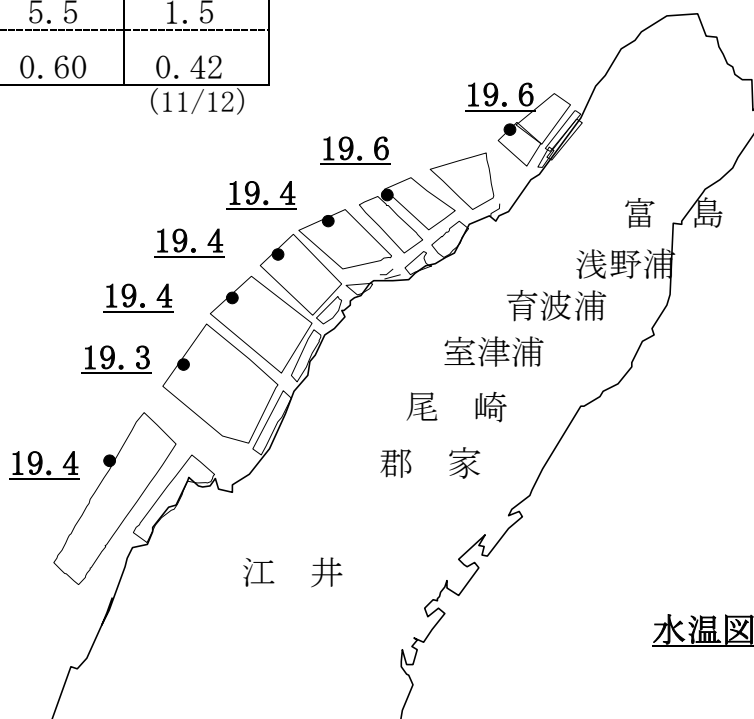 5.5 1.5
0.60 0.42
(11/12)
19.6
19.6
19.4
19.4
19.4
19.3
19.4
富 島
浅野浦
育波浦
室津浦
尾 崎
郡 家
江 井
水温図